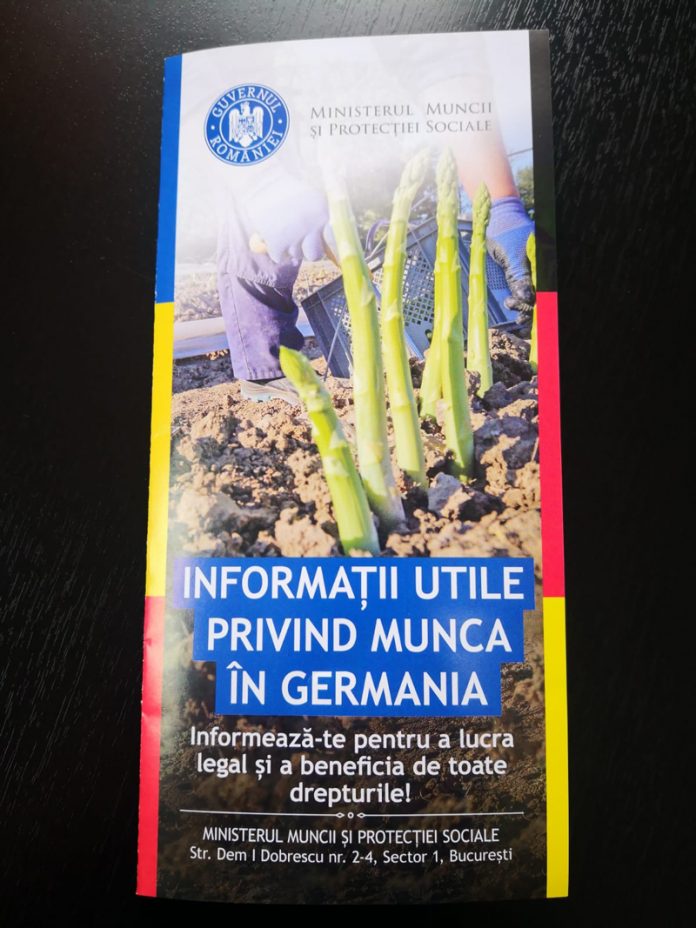 GUVERNUL
ROMÂNIEI
MINISTERUL MUNCII
ȘI PROTECȚIEI SOCIALE
INFORMAȚII UTILE
PRIVIND MUNCA
ÎN GERMANIA
Informează-te pentru a lucra
legal și a beneficia de toate
drepturile!
MINISTERUL MUNCII ȘI PROTECȚIEI SOCIALE
Str. Dem I Dobrescu nr. 2-4, Sector 1, București